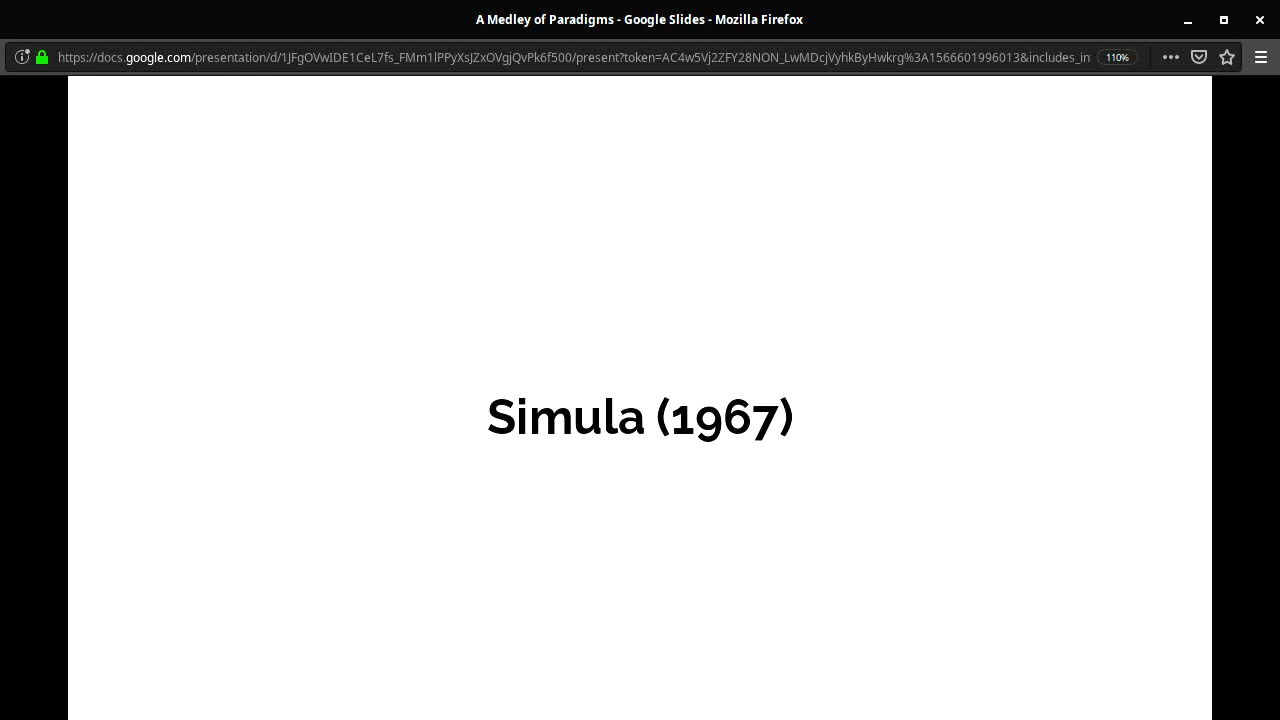 A Medley of Paradigms - Google Slides - Mozilla Firefox
https://docs.google.com/presentation/d/1JFgOVwIDE1CeL7fs_FMm1lPPyXsJZxOVgjQvPk6f500/present?token=AC4w5Vj2ZFY28NON_LwMDcjVyhkByHwkrg%3A1566601996013&includes_in
110%
Simula (1967)